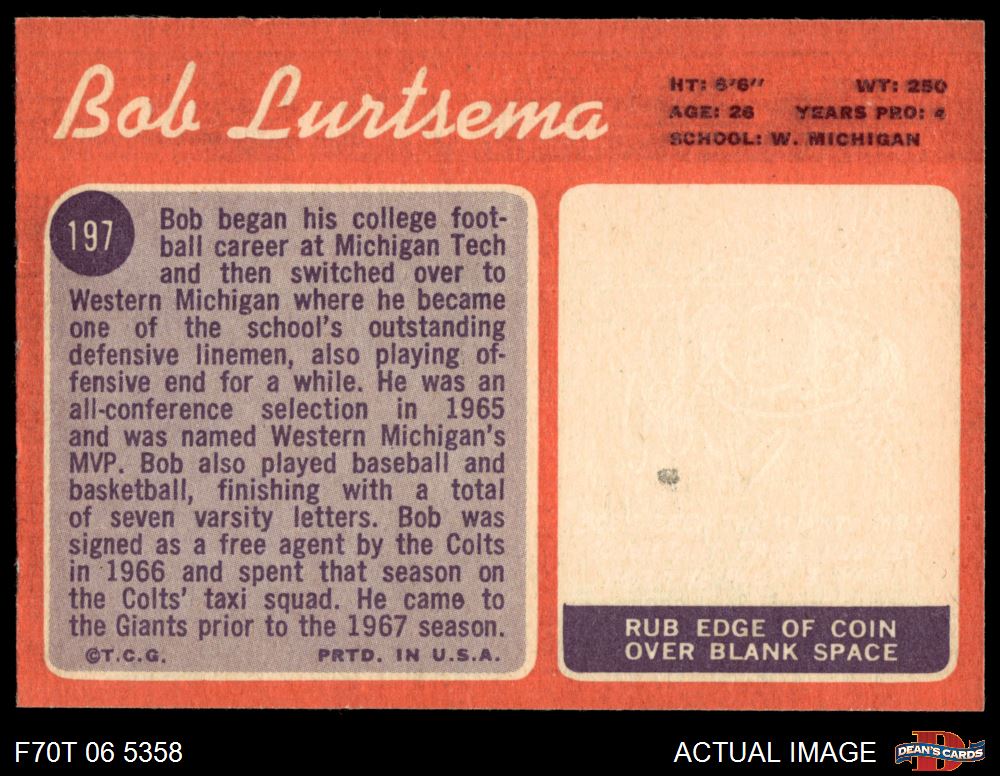 Bob Lurtsema
HT: 6'6" WT: 250
AGE: 26 YEARS PRO: 4
SCHOOL: W. MICHIGAN
197
Bob began his college foot-
ball career at Michigan Tech
and then switched over to
Western Michigan where he became
one of the school's outstanding
defensive linemen, also playing of-
fensive end for a while. He was an
all-conference selection in 1965
and was named Western Michigan's
MVP. Bob also played baseball and
basketball, finishing with a total
of seven varsity letters. Bob was
signed as a free agent by the Colts
in 1966 and spent that season on
the Colts' taxi squad. He came to
the Giants prior to the 1967 season.
©T.C.G. PRTD. IN U.S.A.
RUB EDGE OF COIN
OVER BLANK SPACE
F70T 06 5358
ACTUAL IMAGE
DEAN'S CARDS